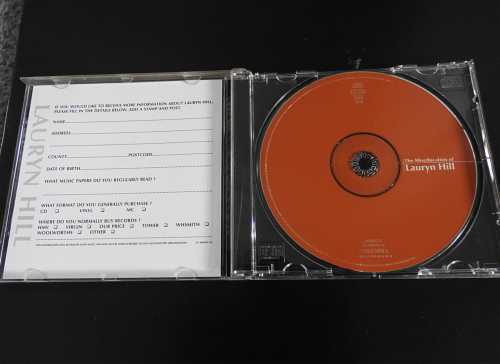 LAURYN HILL
IF YOU WOULD LIKE TO RECEIVE MORE INFORMATION ABOUT LAURYN HILL,
PLEASE FILL IN THE DETAILS BELOW, ADD A STAMP AND POST.
NAME
ADDRESS
COUNTY POSTCODE
DATE OF BIRTH
WHAT MUSIC PAPERS DO YOU REGULARLY READ ?
WHAT FORMAT DO YOU GENERALLY PURCHASE ?
CD ❏ VINYL ❏ MC ❏
WHERE DO YOU NORMALLY BUY RECORDS ?
HMV ❏ VIRGIN ❏ OUR PRICE ❏ TOWER ❏ WHSMITH ❏
WOOLWORTHS ❏ OTHER ❏
The Miseducation of
Lauryn Hill
COLUMBIA